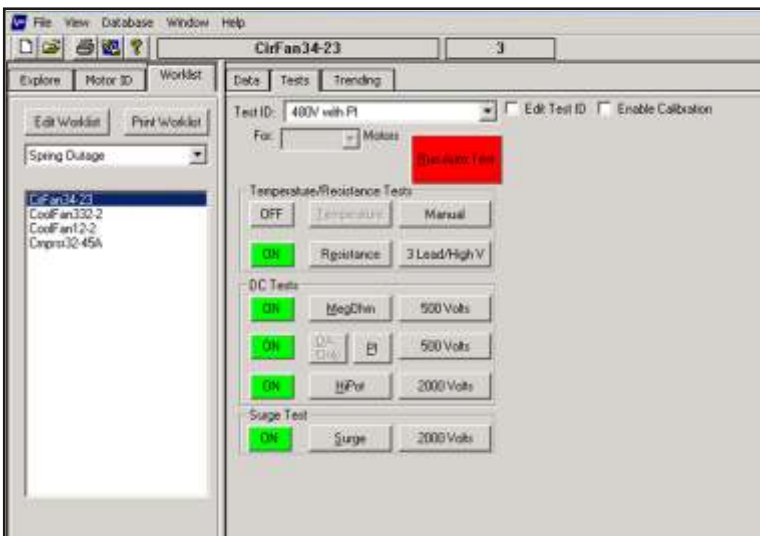 File View Database Window Help
CirFan34-23 3
Explore Motor ID Worklist
Data Tests Trending
Edit Worklist Print Worklist
Spring Outage
CirFan34-23
CoolFan332-2
CoolFan12-2
Cmprsr32-45A
Test ID: 480V with PI Edit Test ID Enable Calibration
For: Motors
Run Auto Test
Temperature/Resistance Tests
OFF Temperature Manual
ON Resistance 3 Lead/High V
DC Tests
ON MegOhm 500 Volts
ON DA Only PI 500 Volts
ON HiPot 2000 Volts
Surge Test
ON Surge 2000 Volts